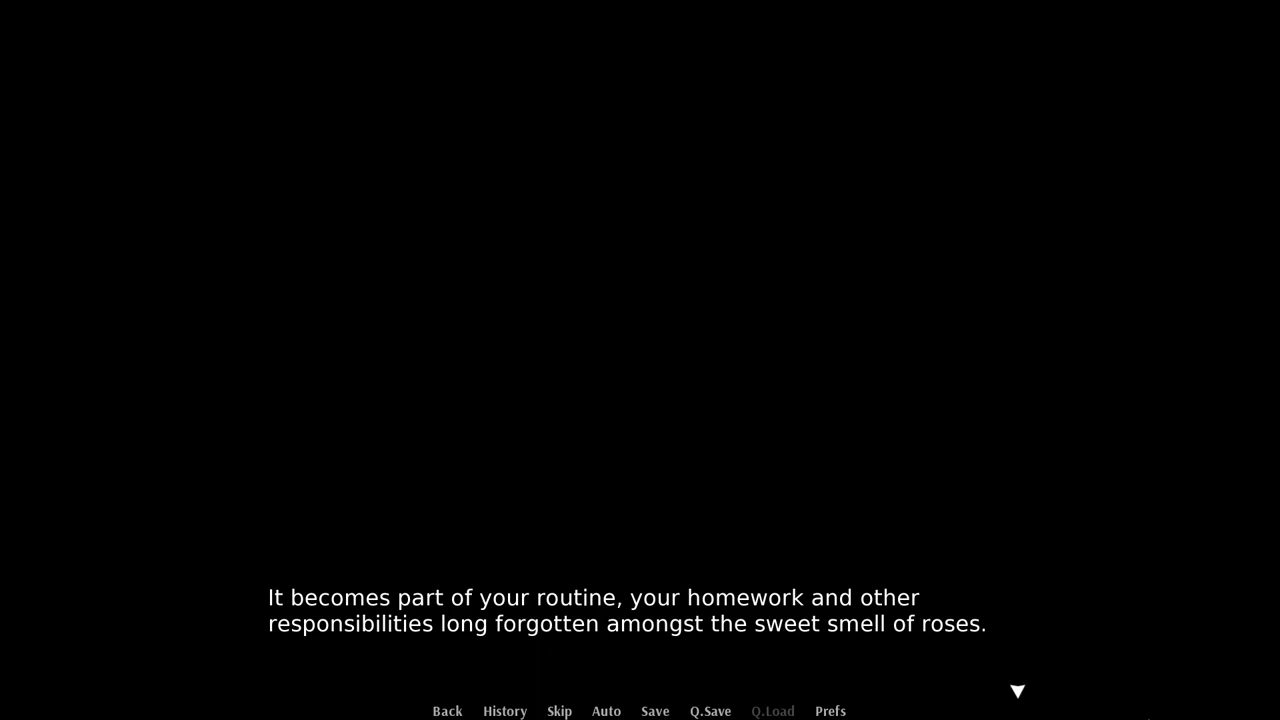 It becomes part of your routine, your homework and other
responsibilities long forgotten amongst the sweet smell of roses.
Back History Skip Auto Save Q.Save Q.Load Prefs